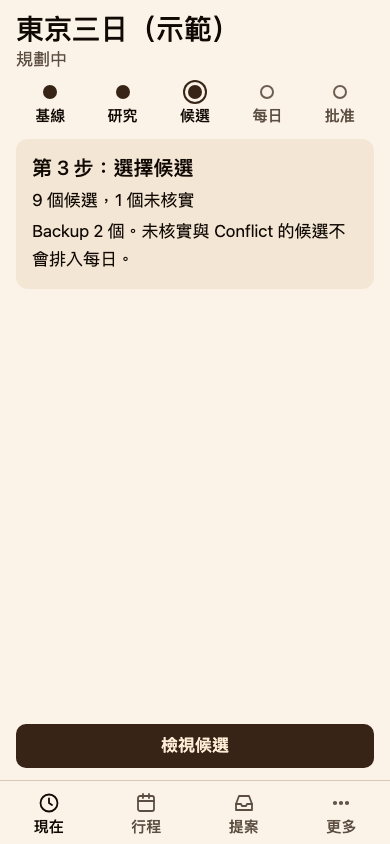 東京三日（示範）
規劃中
基線
研究
候選
每日
批准
第 3 步：選擇候選
9 個候選，1 個未核實
Backup 2 個。未核實與 Conflict 的候選不
會排入每日。
檢視候選
現在
行程
提案
更多